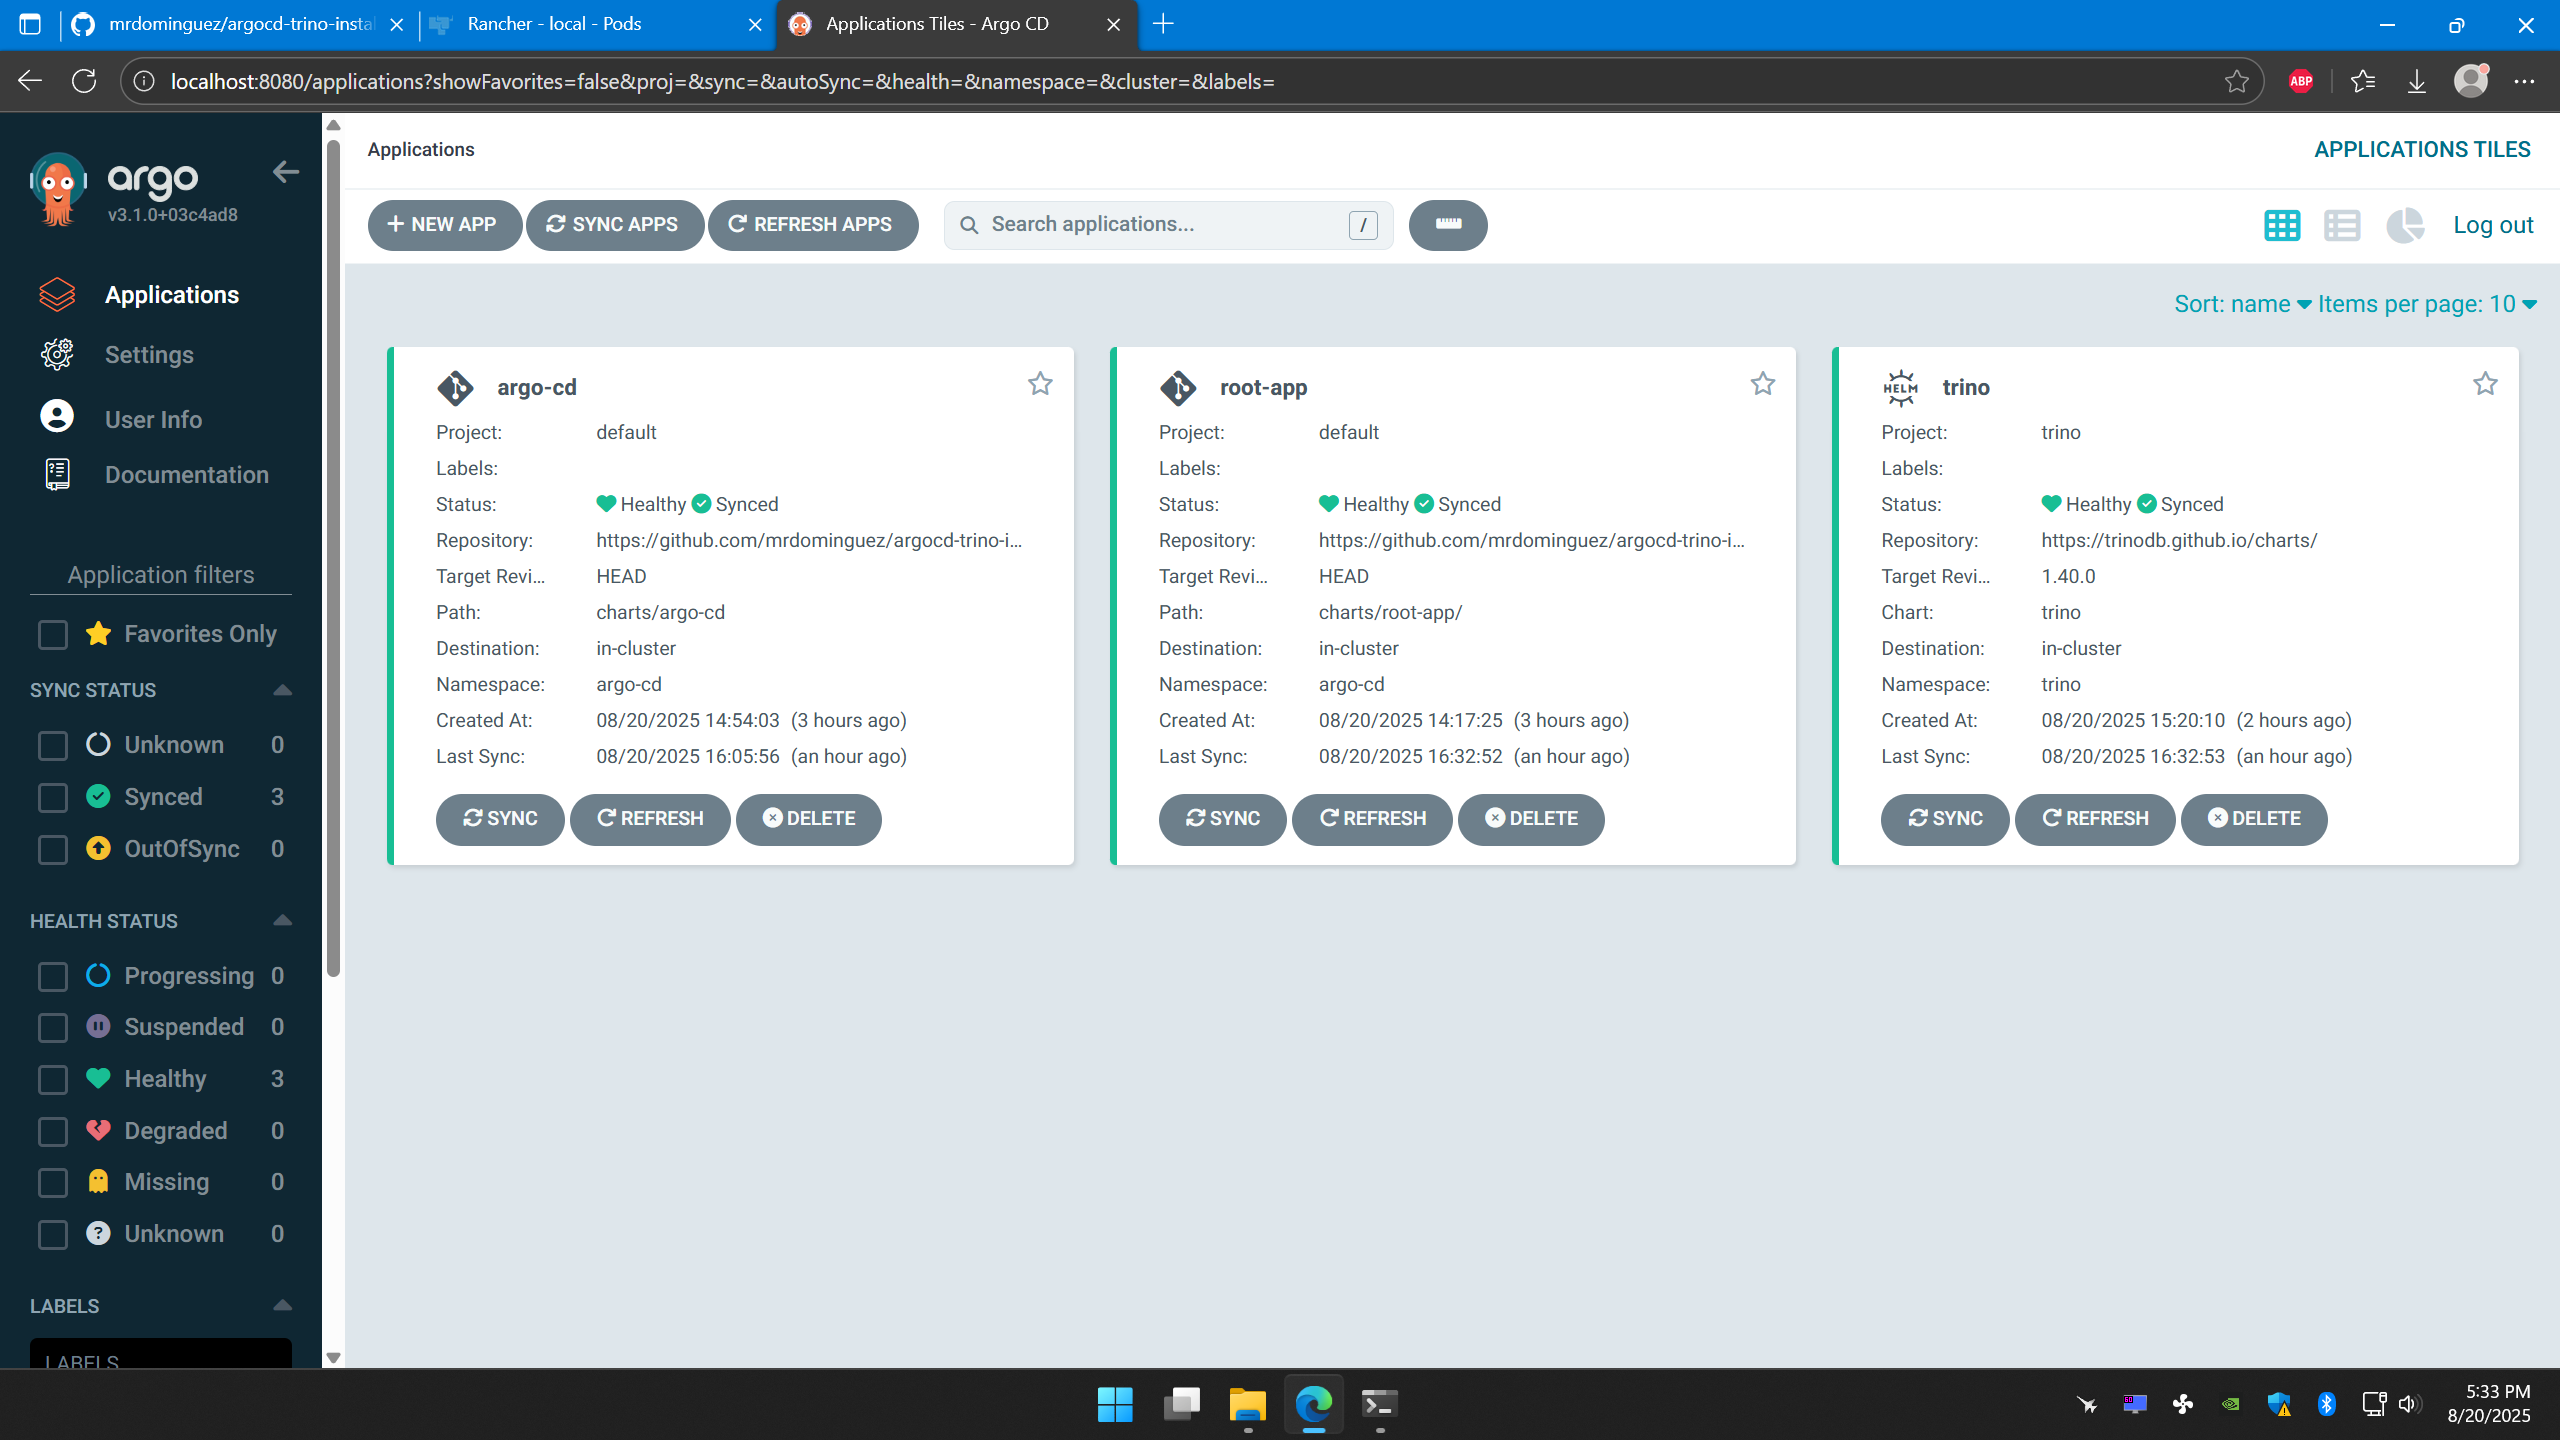 mrdominguez/argocd-trino-instal
Rancher - local - Pods
Applications Tiles - Argo CD
localhost:8080/applications?showFavorites=false&proj=&sync=&autoSync=&health=&namespace=&cluster=&labels=
ABP
argo
v3.1.0+03c4ad8
Applications
Settings
User Info
Documentation
Application filters
Favorites Only
SYNC STATUS
Unknown 0
Synced 3
OutOfSync 0
HEALTH STATUS
Progressing 0
Suspended 0
Healthy 3
Degraded 0
Missing 0
Unknown 0
LABELS
LABELS
Applications
APPLICATIONS TILES
NEW APP SYNC APPS REFRESH APPS Search applications... / Log out
Sort: name Items per page: 10
argo-cd
Project: default
Labels:
Status: Healthy Synced
Repository: https://github.com/mrdominguez/argocd-trino-i...
Target Revi... HEAD
Path: charts/argo-cd
Destination: in-cluster
Namespace: argo-cd
Created At: 08/20/2025 14:54:03 (3 hours ago)
Last Sync: 08/20/2025 16:05:56 (an hour ago)
SYNC REFRESH DELETE
root-app
Project: default
Labels:
Status: Healthy Synced
Repository: https://github.com/mrdominguez/argocd-trino-i...
Target Revi... HEAD
Path: charts/root-app/
Destination: in-cluster
Namespace: argo-cd
Created At: 08/20/2025 14:17:25 (3 hours ago)
Last Sync: 08/20/2025 16:32:52 (an hour ago)
SYNC REFRESH DELETE
HELM
trino
Project: trino
Labels:
Status: Healthy Synced
Repository: https://trinodb.github.io/charts/
Target Revi... 1.40.0
Chart: trino
Destination: in-cluster
Namespace: trino
Created At: 08/20/2025 15:20:10 (2 hours ago)
Last Sync: 08/20/2025 16:32:53 (an hour ago)
SYNC REFRESH DELETE
5:33 PM
8/20/2025